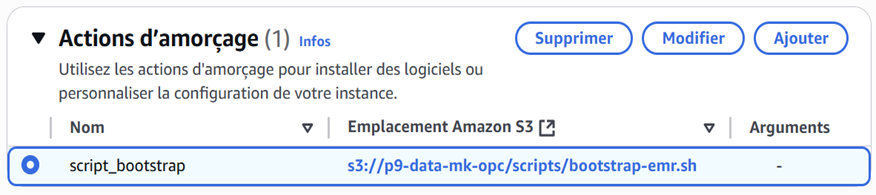 Actions d'amorçage (1) Infos Supprimer Modifier Ajouter
Utilisez les actions d'amorçage pour installer des logiciels ou
personnaliser la configuration de votre instance.
Nom Emplacement Amazon S3 Arguments
script_bootstrap s3://p9-data-mk-opc/scripts/bootstrap-emr.sh -